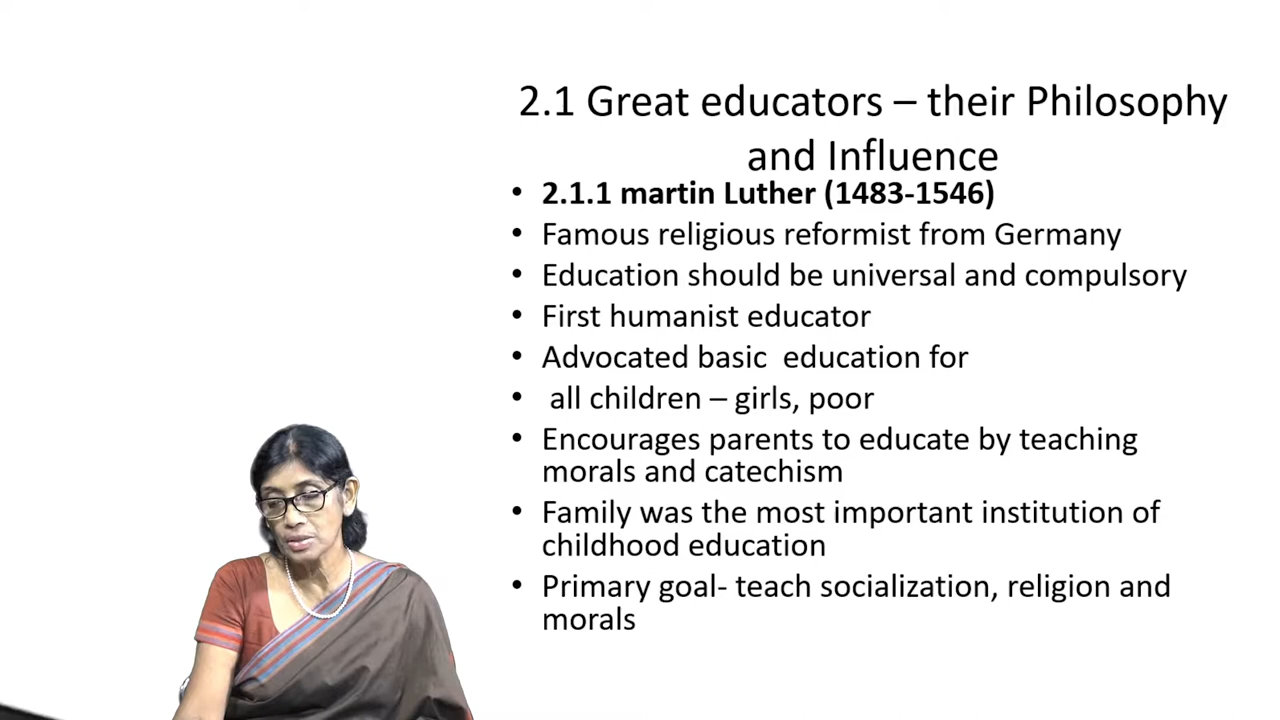 2.1 Great educators – their Philosophy
and Influence
• 2.1.1 martin Luther (1483-1546)
• Famous religious reformist from Germany
• Education should be universal and compulsory
• First humanist educator
• Advocated basic  education for
•  all children – girls, poor
• Encourages parents to educate by teaching
morals and catechism
• Family was the most important institution of
childhood education
• Primary goal- teach socialization, religion and
morals